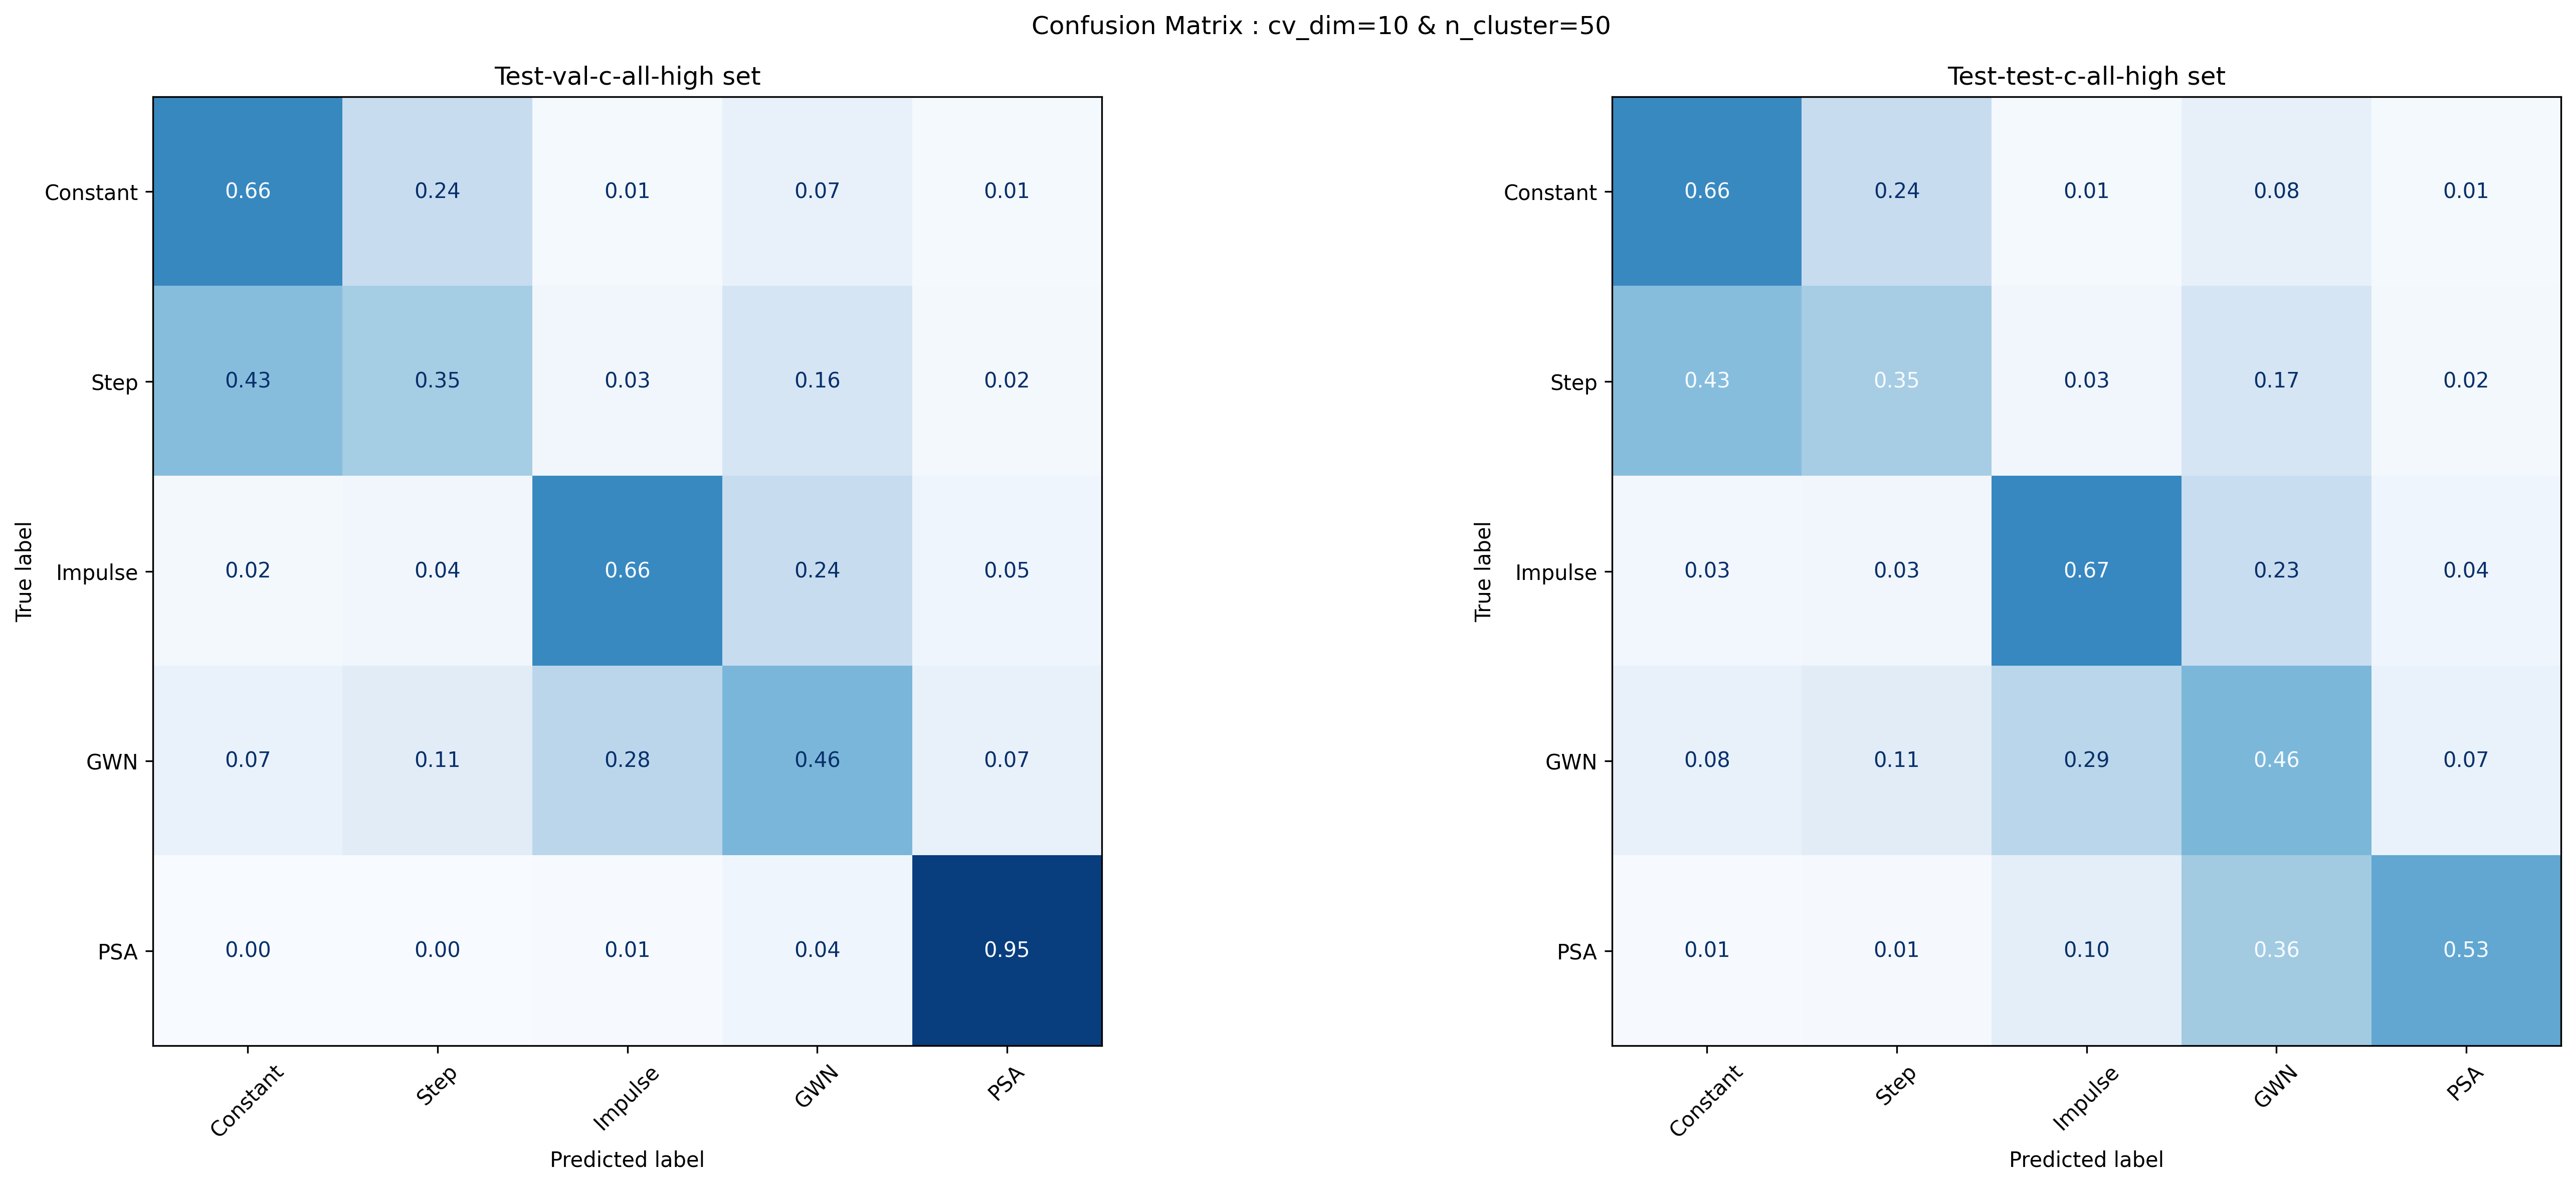 Confusion Matrix : cv_dim=10 & n_cluster=50
Test-val-c-all-high set
True label
Constant 0.66 0.24 0.01 0.07 0.01
Step 0.43 0.35 0.03 0.16 0.02
Impulse 0.02 0.04 0.66 0.24 0.05
GWN 0.07 0.11 0.28 0.46 0.07
PSA 0.00 0.00 0.01 0.04 0.95
Constant Step Impulse GWN PSA
Predicted label
Test-test-c-all-high set
True label
Constant 0.66 0.24 0.01 0.08 0.01
Step 0.43 0.35 0.03 0.17 0.02
Impulse 0.03 0.03 0.67 0.23 0.04
GWN 0.08 0.11 0.29 0.46 0.07
PSA 0.01 0.01 0.10 0.36 0.53
Constant Step Impulse GWN PSA
Predicted label